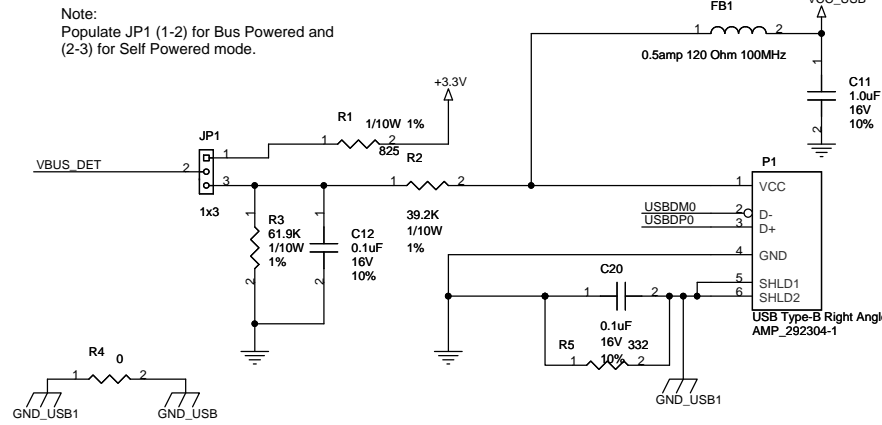 Note:
Populate JP1 (1-2) for Bus Powered and
(2-3) for Self Powered mode.
FB1
1
2
0.5amp 120 Ohm 100MHz
VCC_USB
1
C11
1.0uF
16V
10%
2
+3.3V
R1
1/10W 1%
1
2
825
JP1
1
2
3
1x3
VBUS_DET
R2
1
2
39.2K
1/10W
1%
1
R3
61.9K
1/10W
1%
2
1
C12
0.1uF
16V
10%
2
P1
1
VCC
USBDM0
2
D-
USBDP0
3
D+
4
GND
5
SHLD1
6
SHLD2
USB Type-B Right Angl
AMP_292304-1
C20
1
2
0.1uF
16V
10%
R5
332
1
2
GND_USB1
R4
0
1
2
GND_USB1
GND_USB